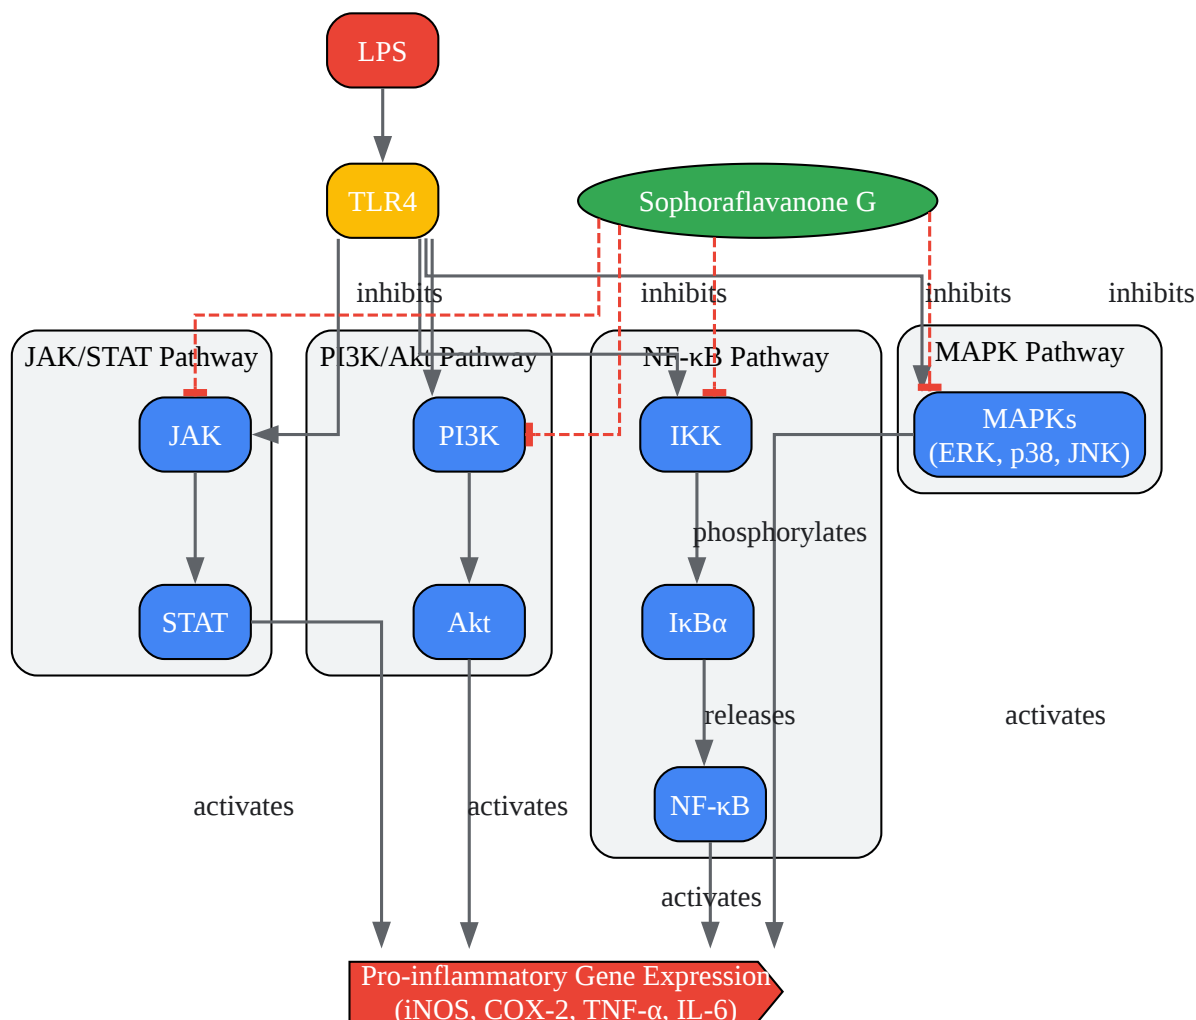 LPS
TLR4
Sophoraflavanone G
inhibits
inhibits
inhibits
inhibits
JAK/STAT Pathway
PI3K/Akt Pathway
NF-κB Pathway
MAPK Pathway
JAK
PI3K
IKK
MAPKs
(ERK, p38, JNK)
phosphorylates
STAT
Akt
IκBα
releases
activates
NF-κB
activates
activates
activates
Pro-inflammatory Gene Expression
(iNOS, COX-2, TNF-α, IL-6)